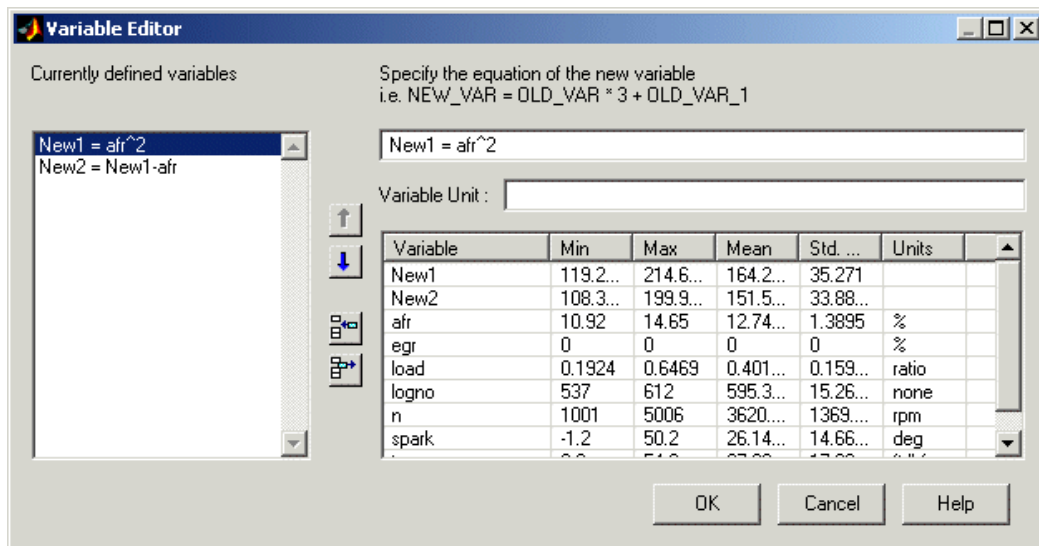 Variable Editor
Currently defined variables
Specify the equation of the new variable
i.e. NEW_VAR = OLD_VAR * 3 + OLD_VAR_1
New1 = afr^2
New2 = New1-afr
New1 = afr^2
Variable Unit :
Variable Min Max Mean Std. ... Units
New1 119.2... 214.6... 164.2... 35.271
New2 108.3... 199.9... 151.5... 33.88...
afr 10.92 14.65 12.74... 1.3895 %
egr 0 0 0 0 %
load 0.1924 0.6469 0.401... 0.159... ratio
logno 537 612 595.3... 15.26... none
n 1001 5006 3620.... 1369.... rpm
spark -1.2 50.2 26.14... 14.66... deg
OK Cancel Help